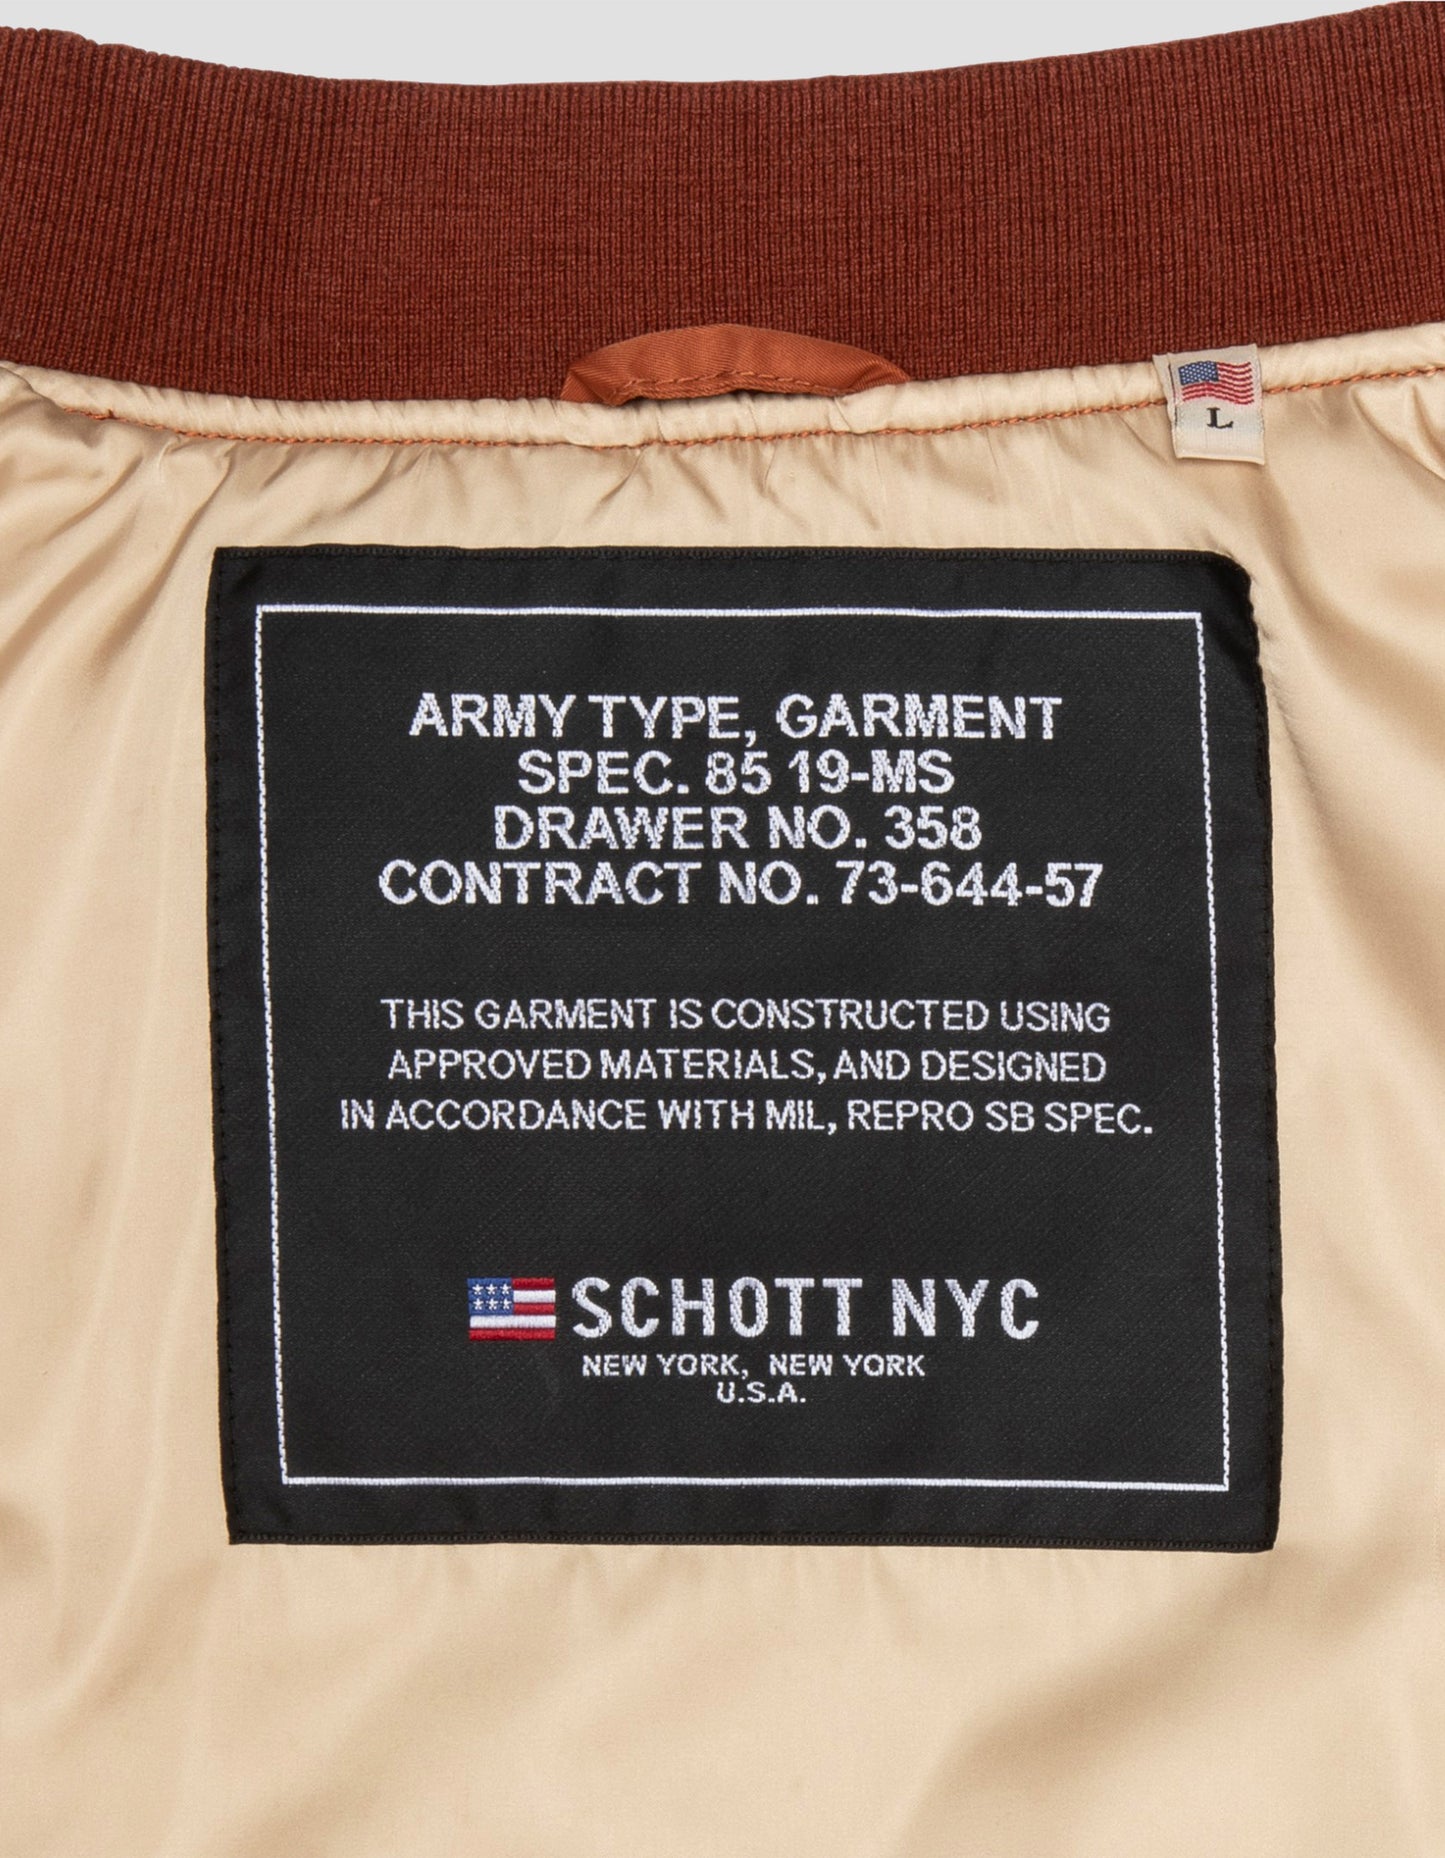 L
ARMY TYPE, GARMENT
SPEC. 85 19-MS
DRAWER NO. 358
CONTRACT NO. 73-644-57
THIS GARMENT IS CONSTRUCTED USING
APPROVED MATERIALS, AND DESIGNED
IN ACCORDANCE WITH MIL, REPRO SB SPEC.
SCHOTT NYC
NEW YORK, NEW YORK
U.S.A.